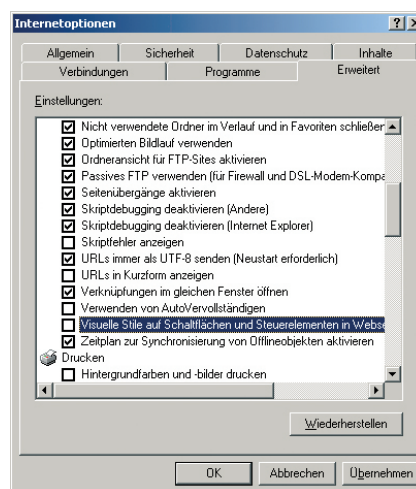 Internetoptionen
Allgemein Sicherheit Datenschutz Inhalte
Verbindungen Programme Erweitert
Einstellungen:
Nicht verwendete Ordner im Verlauf und in Favoriten schließer
Optimierten Bildlauf verwenden
Ordneransicht für FTP-Sites aktivieren
Passives FTP verwenden (für Firewall und DSL-Modem-Kompa
Seitenübergänge aktivieren
Skriptdebugging deaktivieren (Andere)
Skriptdebugging deaktivieren (Internet Explorer)
Skriptfehler anzeigen
URLs immer als UTF-8 senden (Neustart erforderlich)
URLs in Kurzform anzeigen
Verknüpfungen im gleichen Fenster öffnen
Verwenden von AutoVervollständigen
Visuelle Stile auf Schaltflächen und Steuerelementen in Webse
Zeitplan zur Synchronisierung von Offlineobjekten aktivieren
Drucken
Hintergrundfarben und -bilder drucken
Wiederherstellen
OK Abbrechen Übernehmen